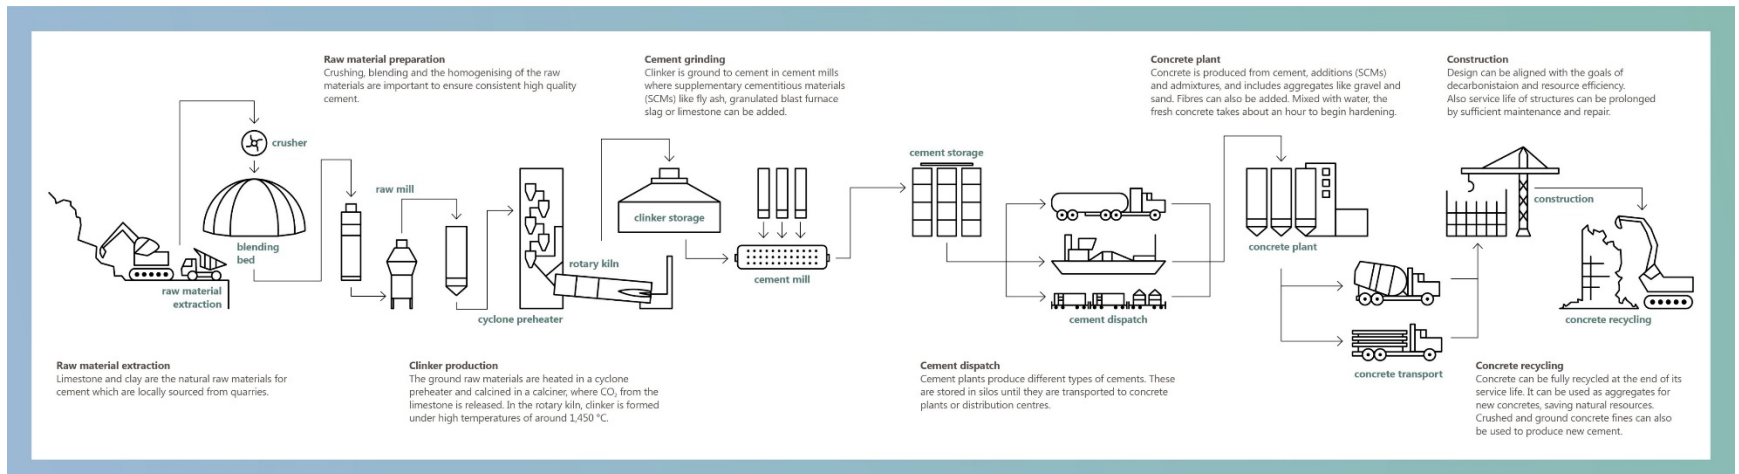 Raw material preparation
Crushing, blending and the homogenising of the raw
materials are important to ensure consistent high quality
cement.
Cement grinding
Clinker is ground to cement in cement mills
where supplementary cementitious materials
(SCMs) like fly ash, granulated blast furnace
slag or limestone can be added.
Concrete plant
Concrete is produced from cement, additions (SCMs)
and admixtures, and includes aggregates like gravel and
sand. Fibres can also be added. Mixed with water, the
fresh concrete takes about an hour to begin hardening.
Construction
Design can be aligned with the goals of
decarbonistaion and resource efficiency.
Also service life of structures can be prolonged
by sufficient maintenance and repair.
crusher
blending
bed
raw material
extraction
raw mill
cyclone preheater
rotary kiln
clinker storage
cement mill
cement storage
cement dispatch
concrete plant
concrete transport
construction
concrete recycling
Raw material extraction
Limestone and clay are the natural raw materials for
cement which are locally sourced from quarries.
Clinker production
The ground raw materials are heated in a cyclone
preheater and calcined in a calciner, where CO₂ from the
limestone is released. In the rotary kiln, clinker is formed
under high temperatures of around 1,450 °C.
Cement dispatch
Cement plants produce different types of cements. These
are stored in silos until they are transported to concrete
plants or distribution centres.
Concrete recycling
Concrete can be fully recycled at the end of its
service life. It can be used as aggregates for
new concretes, saving natural resources.
Crushed and ground concrete fines can also
be used to produce new cement.